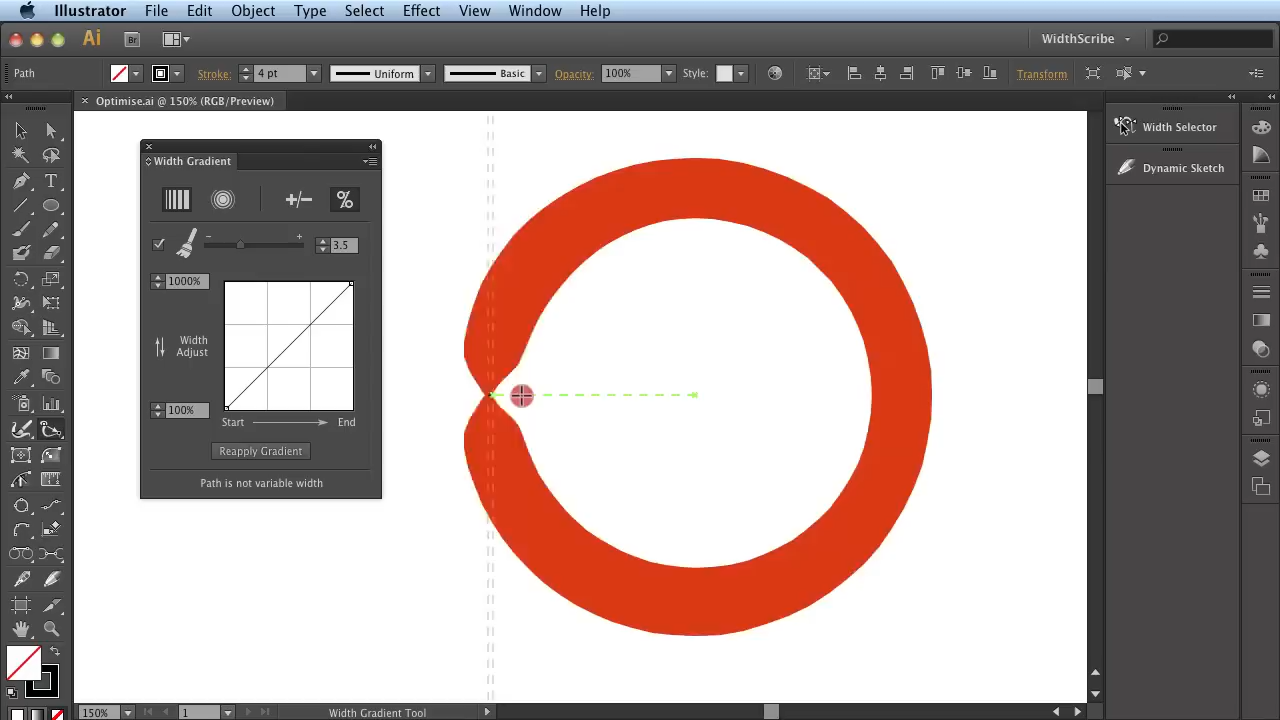 Illustrator File Edit Object Type Select Effect View Window Help
Ai Br WidthScribe
Path Stroke: 4 pt Uniform Basic Opacity: 100% Style: Transform
× Optimise.ai @ 150% (RGB/Preview)
Width Gradient
+/- %
- +
3.5
1000%
Width
Adjust
100%
Start End
Reapply Gradient
Path is not variable width
Width Selector
Dynamic Sketch
T
150% 1 Width Gradient Tool